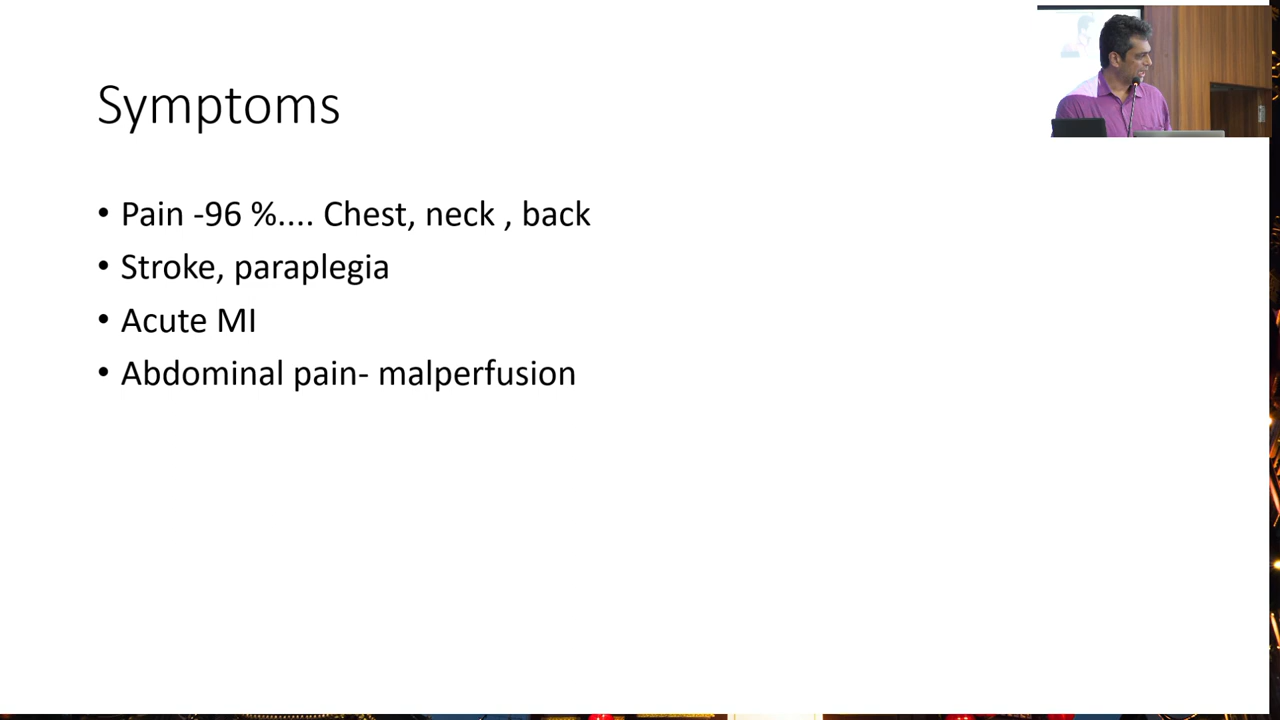 Symptoms
• Pain -96 %.... Chest, neck , back
• Stroke, paraplegia
• Acute MI
• Abdominal pain- malperfusion